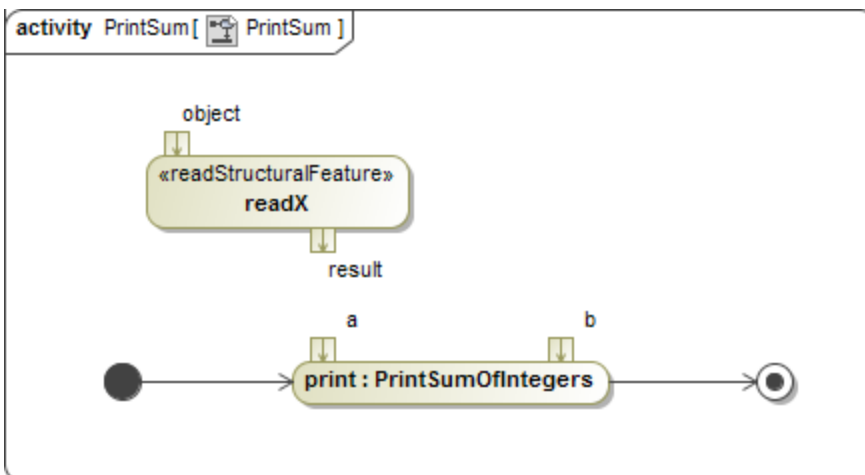 activity PrintSum[ PrintSum ]
object
«readStructuralFeature»
readX
result
a
b
print : PrintSumOfIntegers